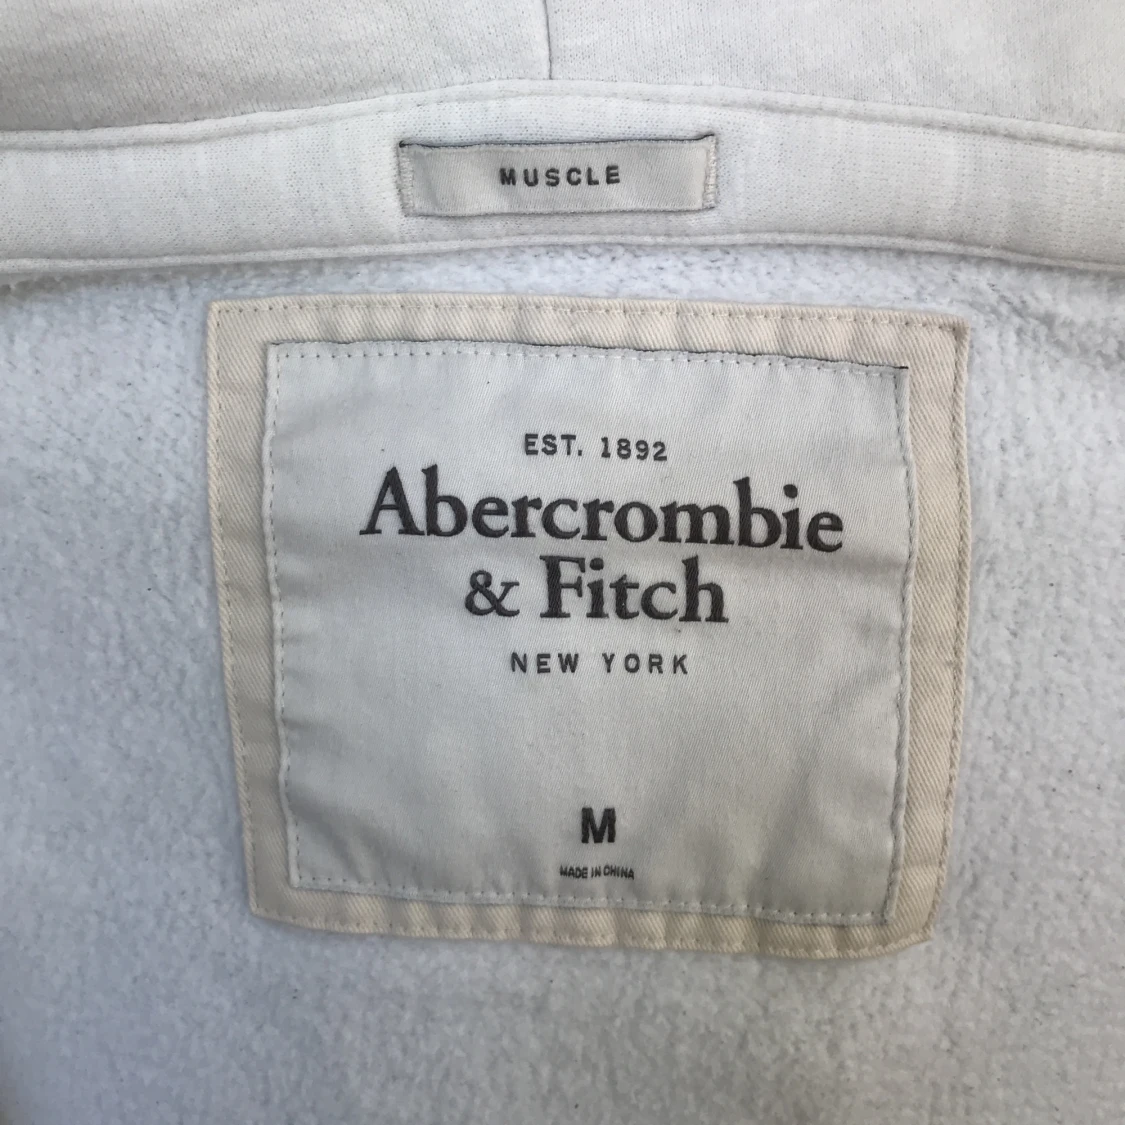 MUSCLE
EST. 1892
Abercrombie
& Fitch
NEW YORK
M
MADE IN CHINA